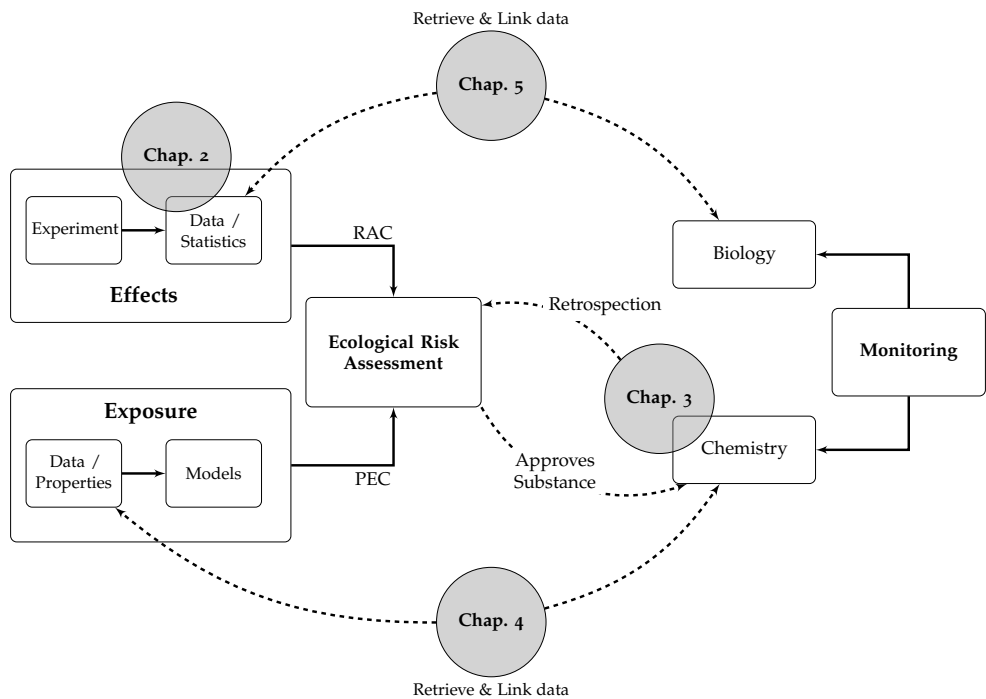 Retrieve & Link data
Chap. 5
Chap. 2
Experiment
Data /
Statistics
Effects
RAC
Biology
Retrospection
Ecological Risk
Assessment
Monitoring
Exposure
Chap. 3
Data /
Properties
Models
PEC
Chemistry
Approves
Substance
Chap. 4
Retrieve & Link data